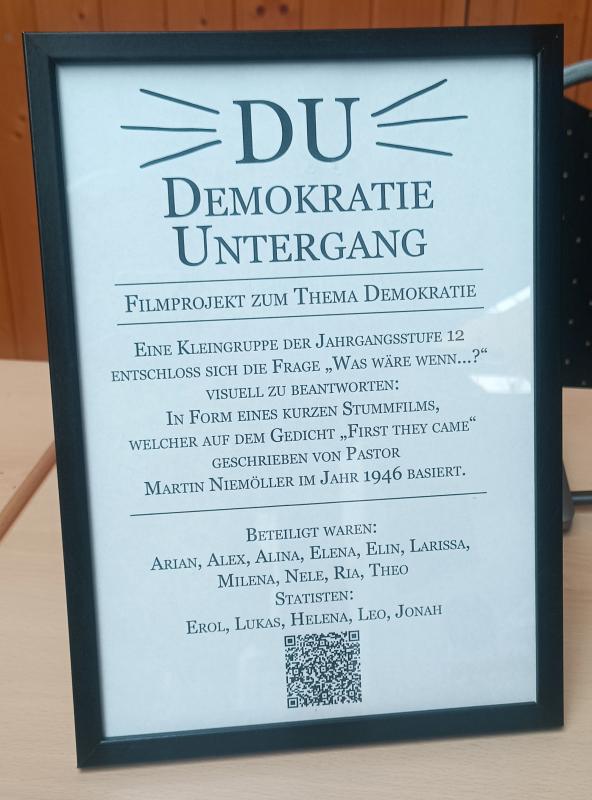 DU
DEMOKRATIE
UNTERGANG
FILMPROJEKT ZUM THEMA DEMOKRATIE
EINE KLEINGRUPPE DER JAHRGANGSSTUFE 12
ENTSCHLOSS SICH DIE FRAGE „WAS WÄRE WENN...?“
VISUELL ZU BEANTWORTEN:
IN FORM EINES KURZEN STUMMFILMS,
WELCHER AUF DEM GEDICHT „FIRST THEY CAME“
GESCHRIEBEN VON PASTOR
MARTIN NIEMÖLLER IM JAHR 1946 BASIERT.
BETEILIGT WAREN:
ARIAN, ALEX, ALINA, ELENA, ELIN, LARISSA,
MILENA, NELE, RIA, THEO
STATISTEN:
EROL, LUKAS, HELENA, LEO, JONAH